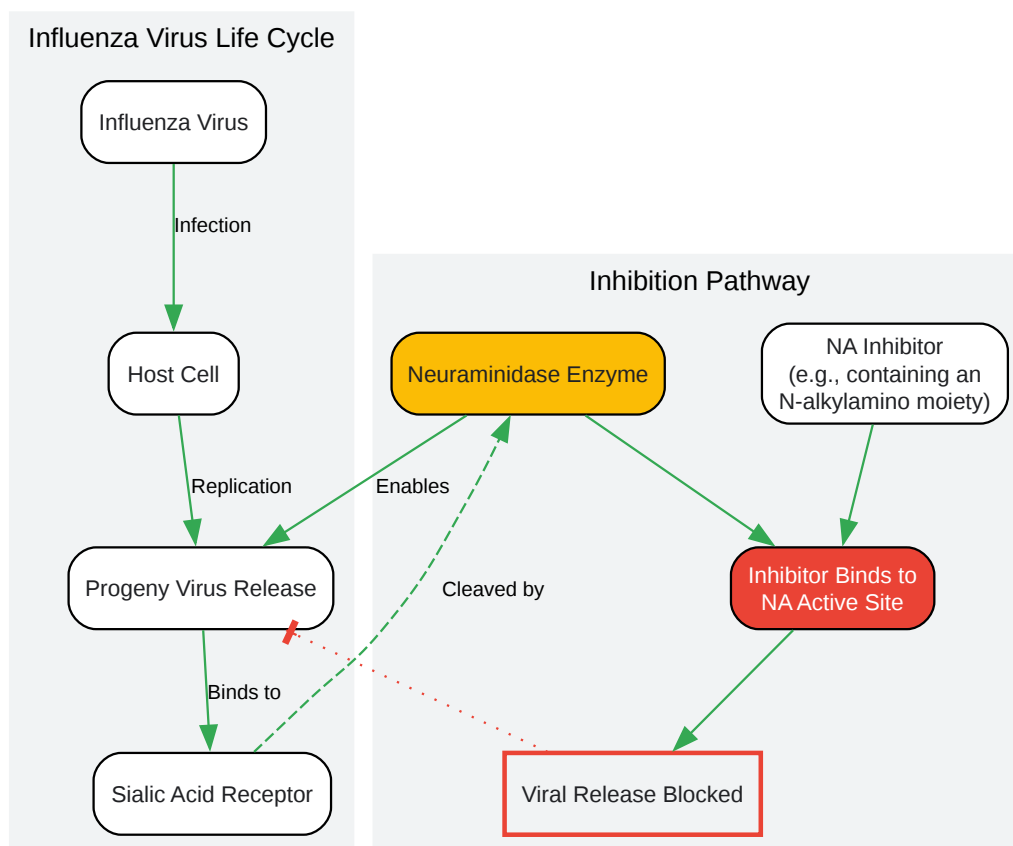 Influenza Virus Life Cycle
Influenza Virus
Infection
Host Cell
Replication
Progeny Virus Release
Binds to
Sialic Acid Receptor
Inhibition Pathway
Neuraminidase Enzyme
NA Inhibitor
(e.g., containing an
N-alkylamino moiety)
Enables
Cleaved by
Inhibitor Binds to
NA Active Site
Viral Release Blocked